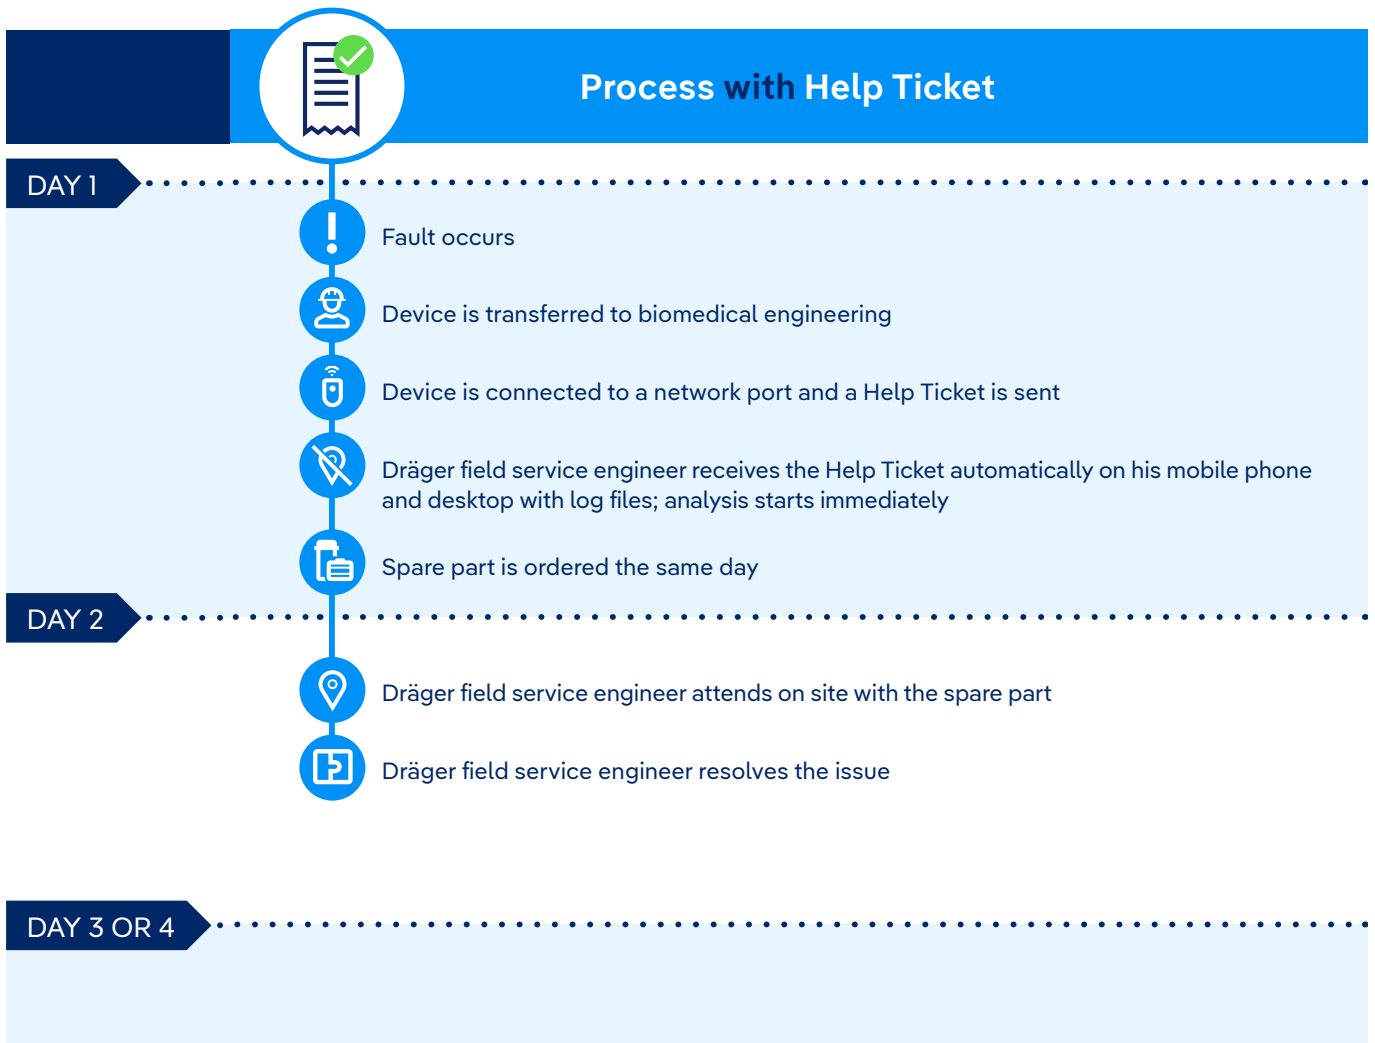 Process with Help Ticket
DAY 1
Fault occurs
Device is transferred to biomedical engineering
Device is connected to a network port and a Help Ticket is sent
Dräger field service engineer receives the Help Ticket automatically on his mobile phone
and desktop with log files; analysis starts immediately
Spare part is ordered the same day
DAY 2
Dräger field service engineer attends on site with the spare part
Dräger field service engineer resolves the issue
DAY 3 OR 4